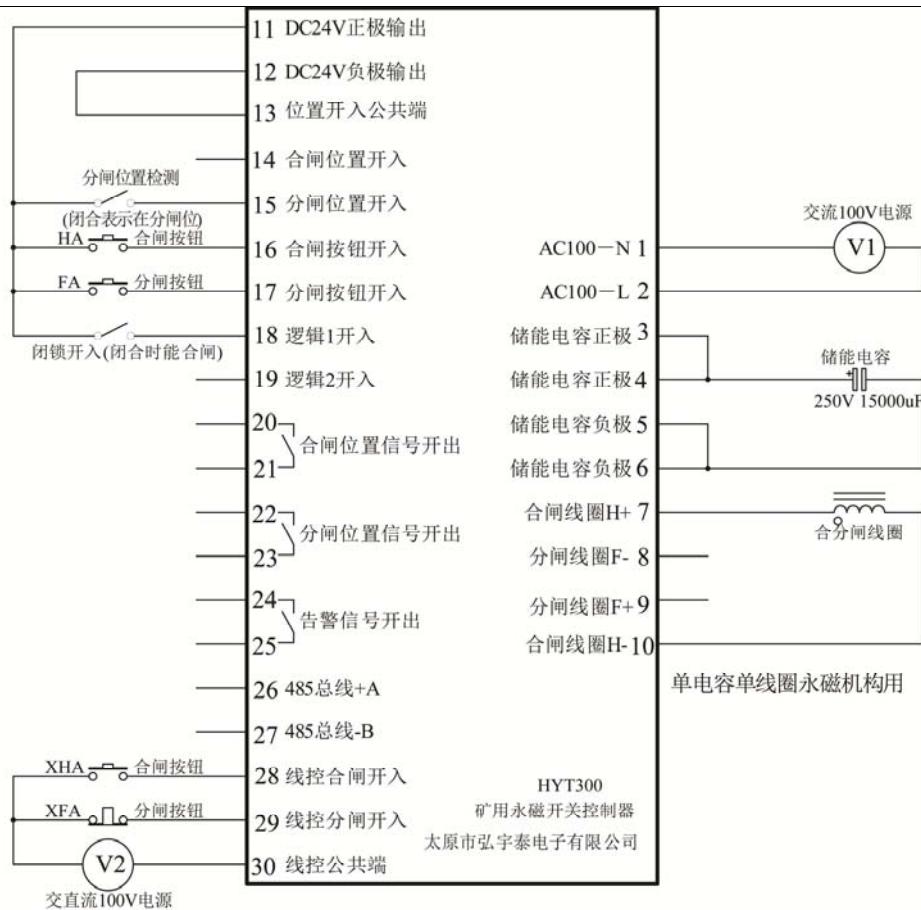 11 DC24V正极输出
12 DC24V负极输出
13 位置开入公共端
14 合闸位置开入
分闸位置检测
15 分闸位置开入
(闭合表示在分闸位)
HA 合闸按钮
16 合闸按钮开入
FA 分闸按钮
17 分闸按钮开入
18 逻辑1开入
闭锁开入(闭合时能合闸)
19 逻辑2开入
20
合闸位置信号开出
21
22
分闸位置信号开出
23
24
告警信号开出
25
26 485总线+A
27 485总线-B
XHA 合闸按钮
28 线控合闸开入
XFA 分闸按钮
29 线控分闸开入
V2
30 线控公共端
交直流100V电源
交流100V电源
AC100－N 1
V1
AC100－L 2
储能电容正极 3
储能电容
储能电容正极 4
+
250V 15000uF
储能电容负极 5
储能电容负极 6
合闸线圈H+ 7
合分闸线圈
分闸线圈F- 8
分闸线圈F+ 9
合闸线圈H- 10
单电容单线圈永磁机构用
HYT300
矿用永磁开关控制器
太原市弘宇泰电子有限公司